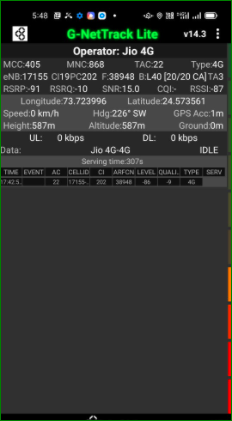 5:48
G-NetTrack Lite v14.3
Operator: Jio 4G
MCC:405 MNC:868 TAC:22 Type:4G
eNB:17155 CI19PC202 F:38948 B:L40 [20/20 CA] TA3
RSRP:-91 RSRQ:-10 SNR:15.0 CQI:- RSSI:-87
Longitude:73.723996 Latitude:24.573561
Speed:0 km/h Hdg:226° SW GPS Acc:1m
Height:587m Altitude:587m Ground:0m
UL: 0 kbps DL: 0 kbps
Data: Jio 4G-4G IDLE
Serving time:307s
TIME EVENT AC CELLID CI ARFCN LEVEL QUALI.. TYPE SERV
17:42:5.. 22 17155-.. 202 38948 -86 -9 4G